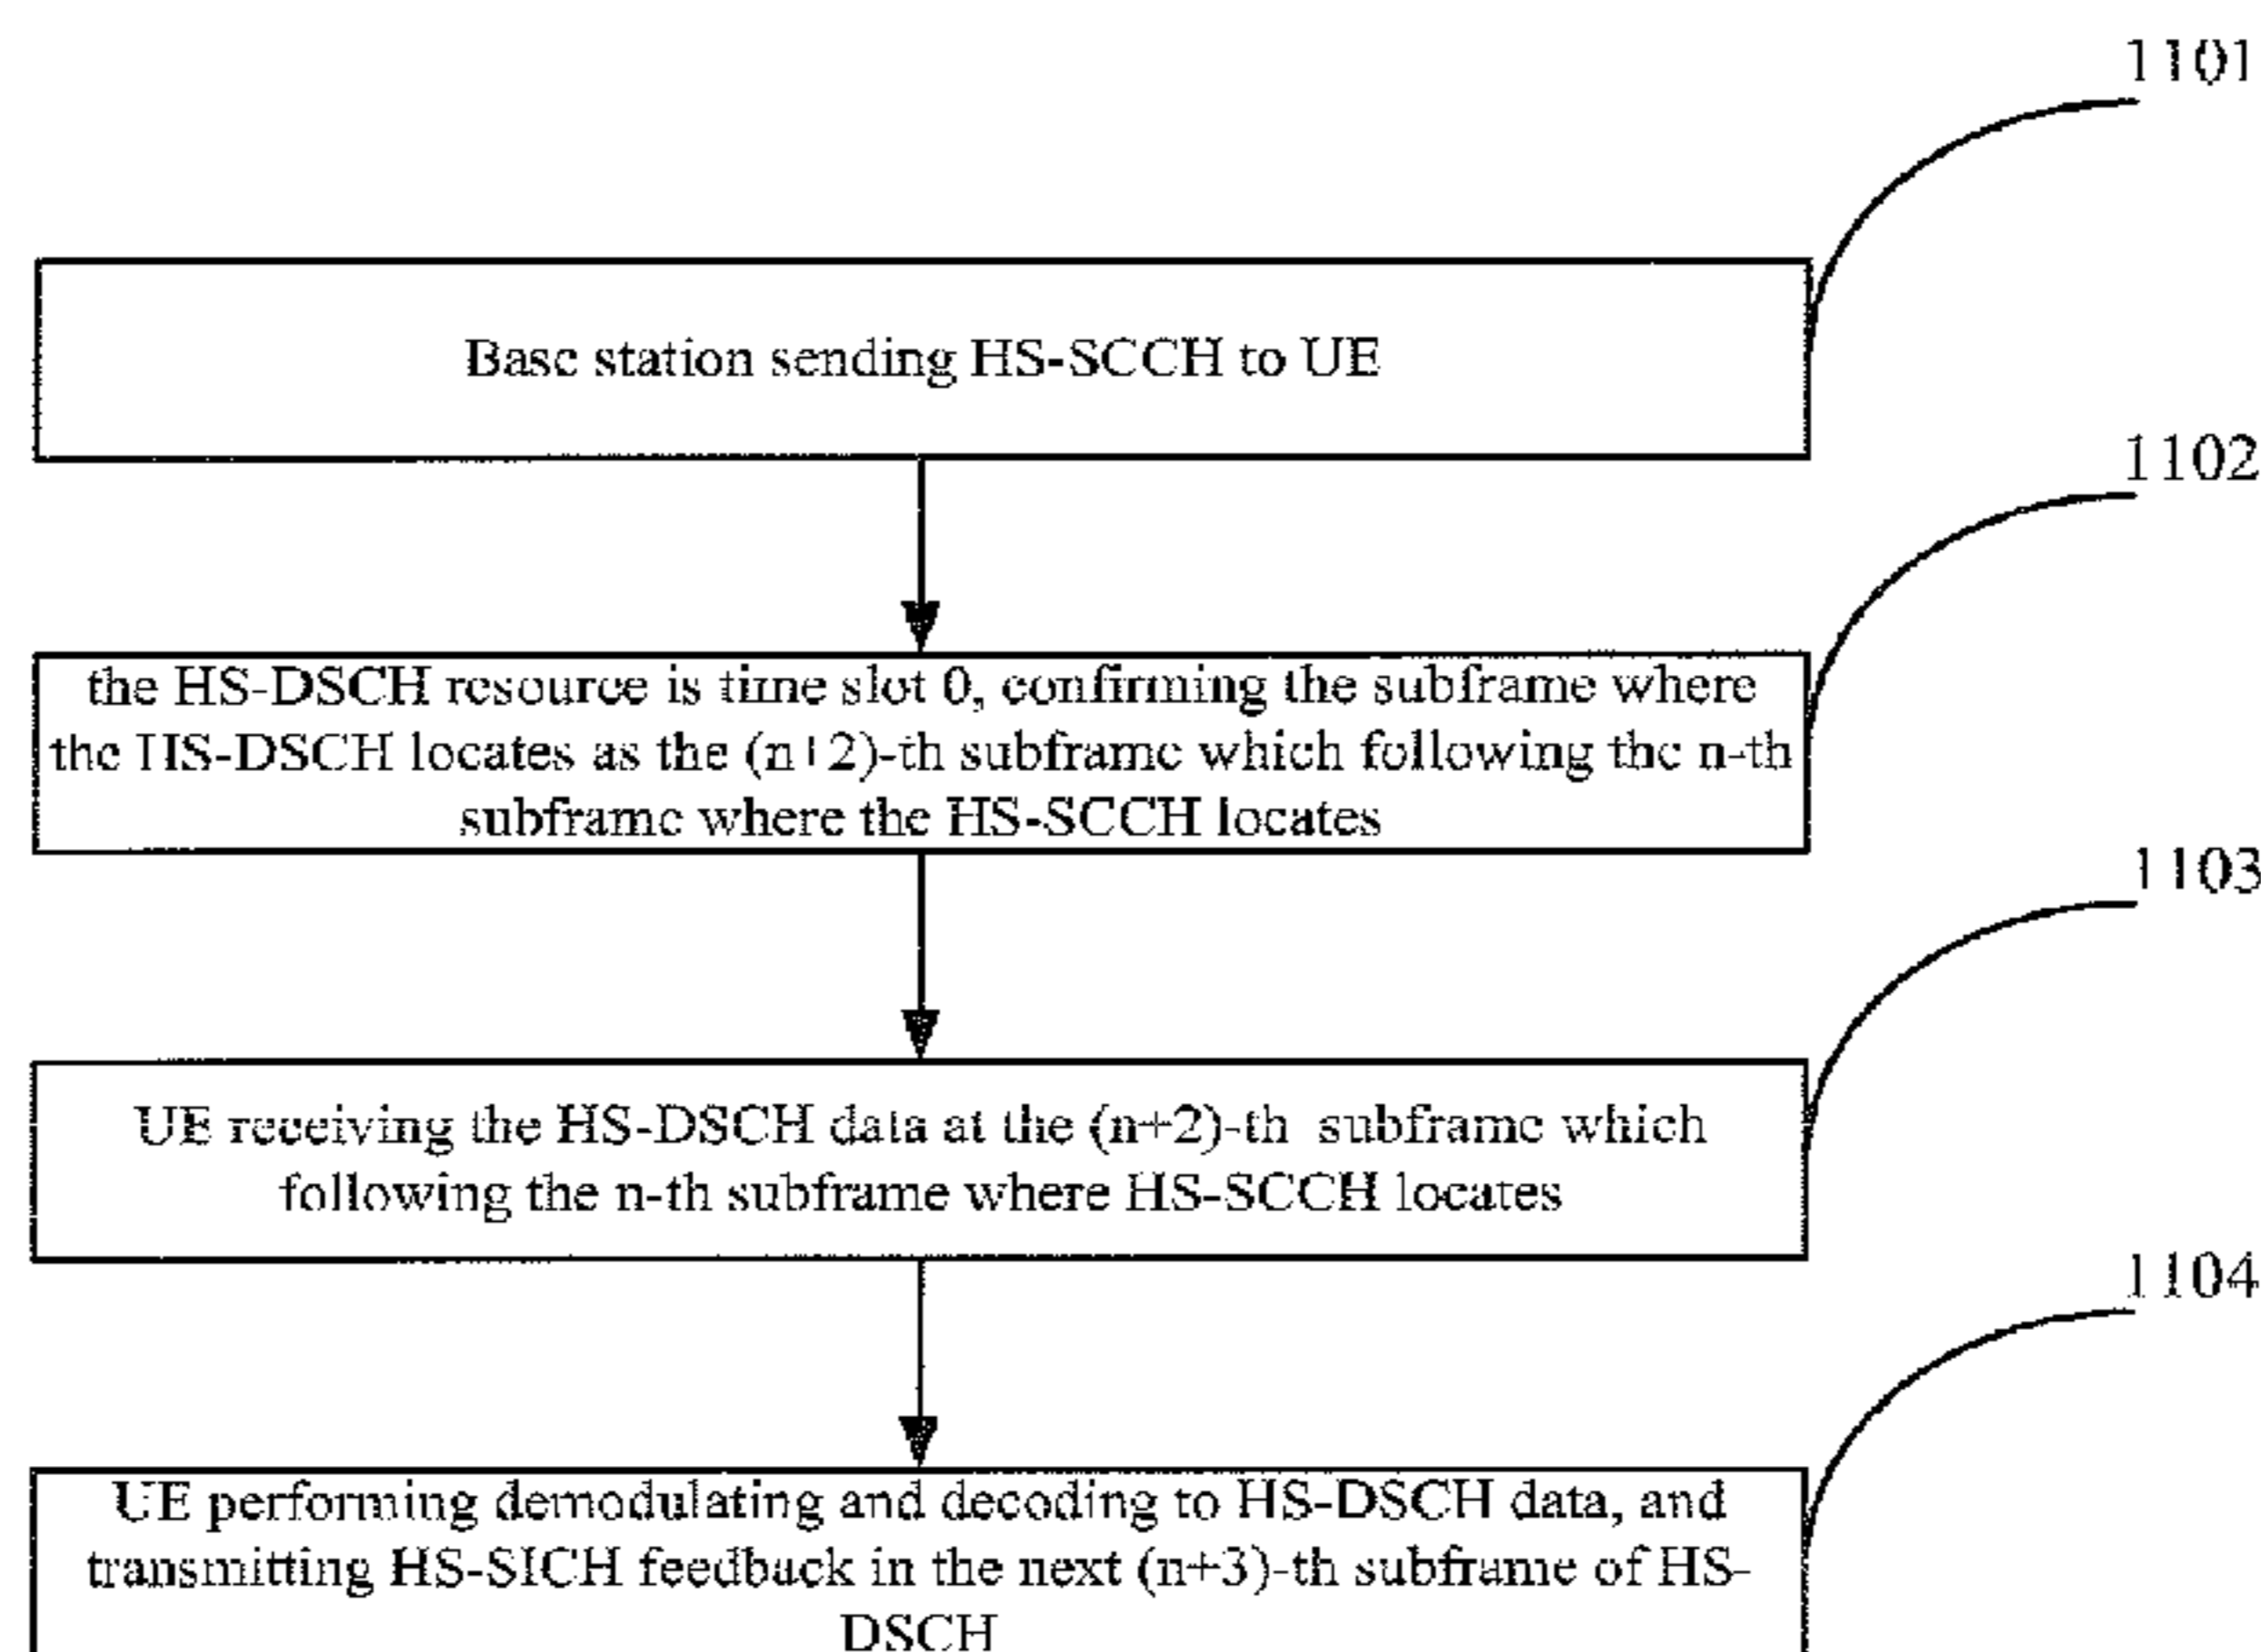 1101
Base station sending HS-SCCH to UE
1102
the HS-DSCH resource is time slot 0, confirming the subframe where
the HS-DSCH locates as the (n+2)-th subframe which following the n-th
subframe where the HS-SCCH locates
1103
UE receiving the HS-DSCH data at the (n+2)-th subframe which
following the n-th subframe where HS-SCCH locates
1104
UE performing demodulating and decoding to HS-DSCH data, and
transmitting HS-SICH feedback in the next (n+3)-th subframe of HS-
DSCH